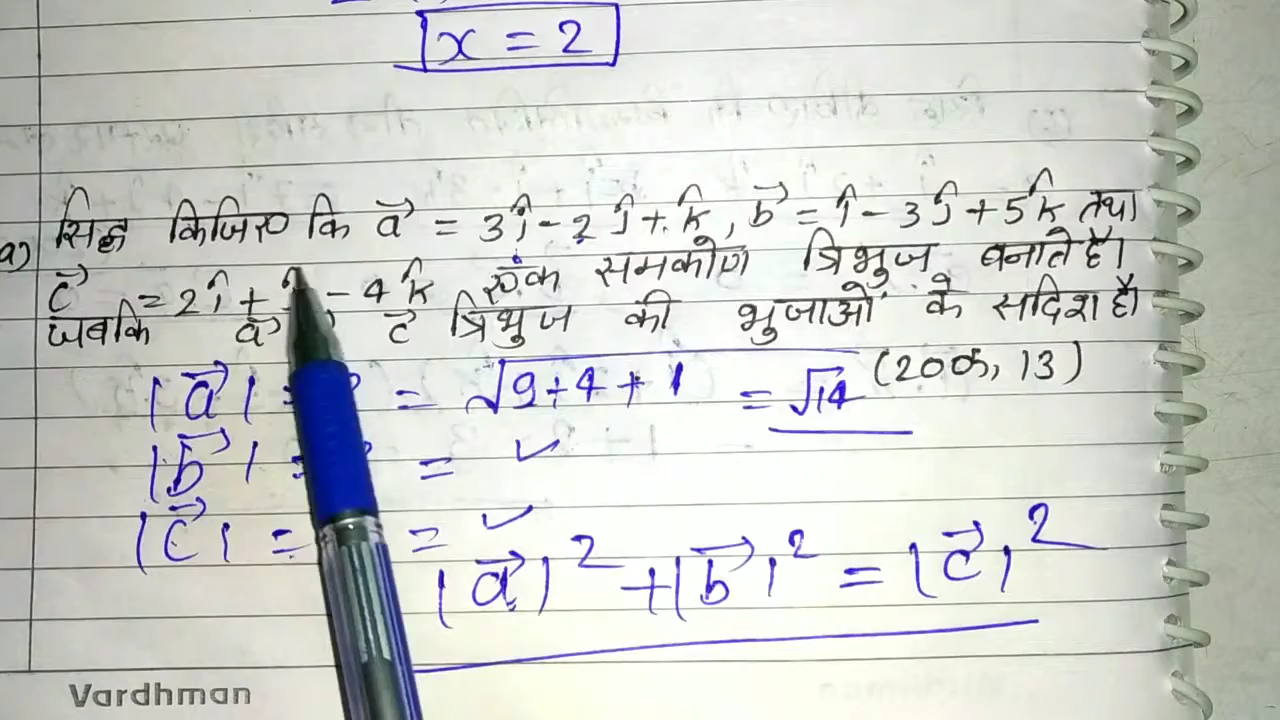 x = 2
a) सिद्ध किजिए कि a⃗ = 3î - 2ĵ + k̂, b⃗ = î - 3ĵ + 5k̂ तथा
c⃗ = 2î + - 4k̂ एक समकोण त्रिभुज बनाते है।
जबकि a⃗ c⃗ त्रिभुज की भुजाओं के सदिश है।
(200, 13)
|a⃗| = = √9+4+1 = √14
|b⃗| = = ✓
|c⃗| = = ✓
|a⃗|² + |b⃗|² = |c⃗|²
Vardhman